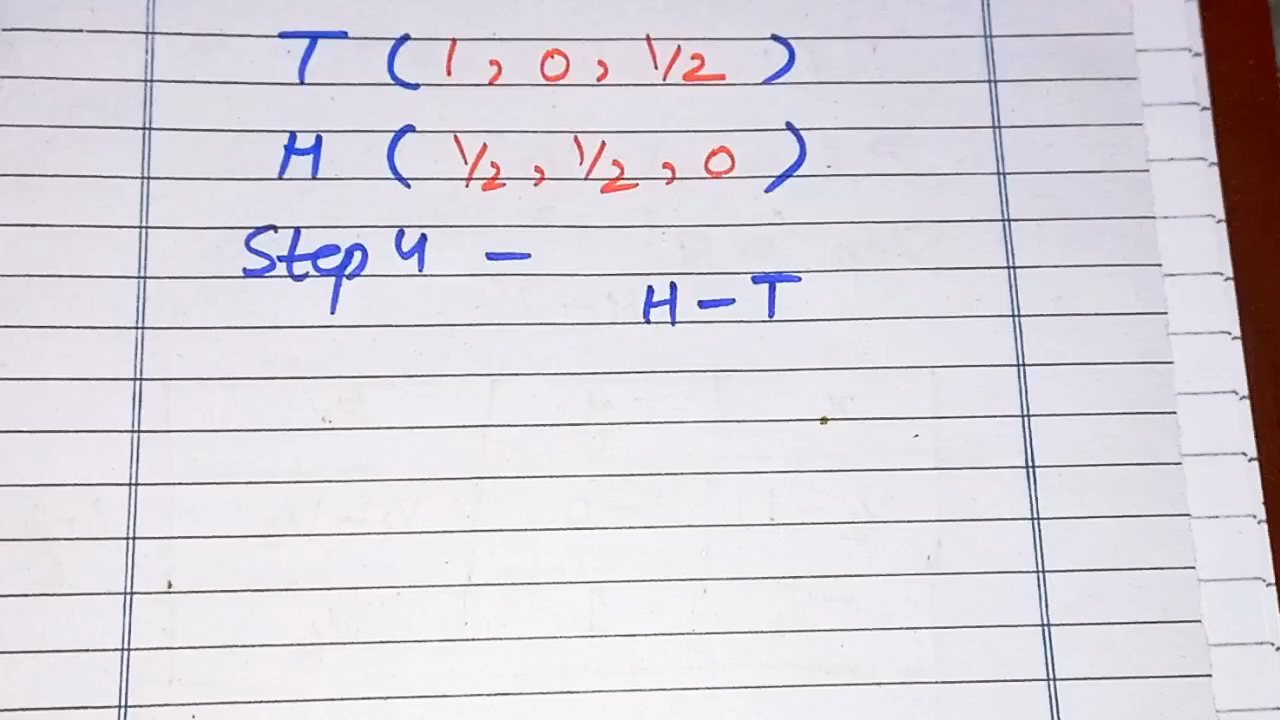 T ( 1 , 0 , 1/2 )
H ( 1/2 , 1/2 , 0 )
Step 4 -
H - T